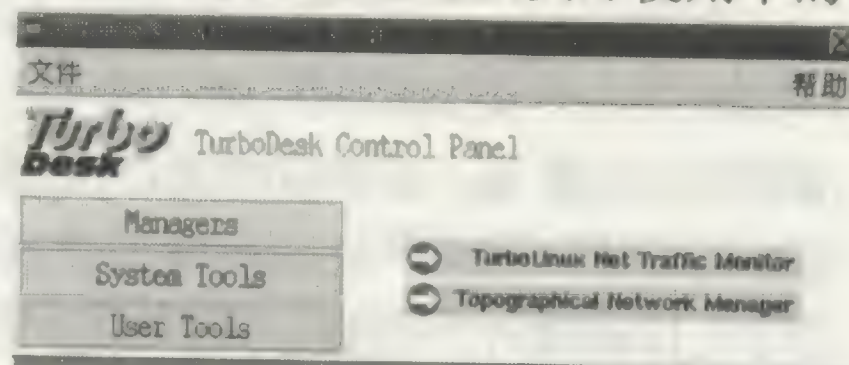 文件
帮助
Turbo
Desk
TurboDesk Control Panel
Managers
System Tools
User Tools
TurboLinux Net Traffic Monitor
Topographical Network Manager